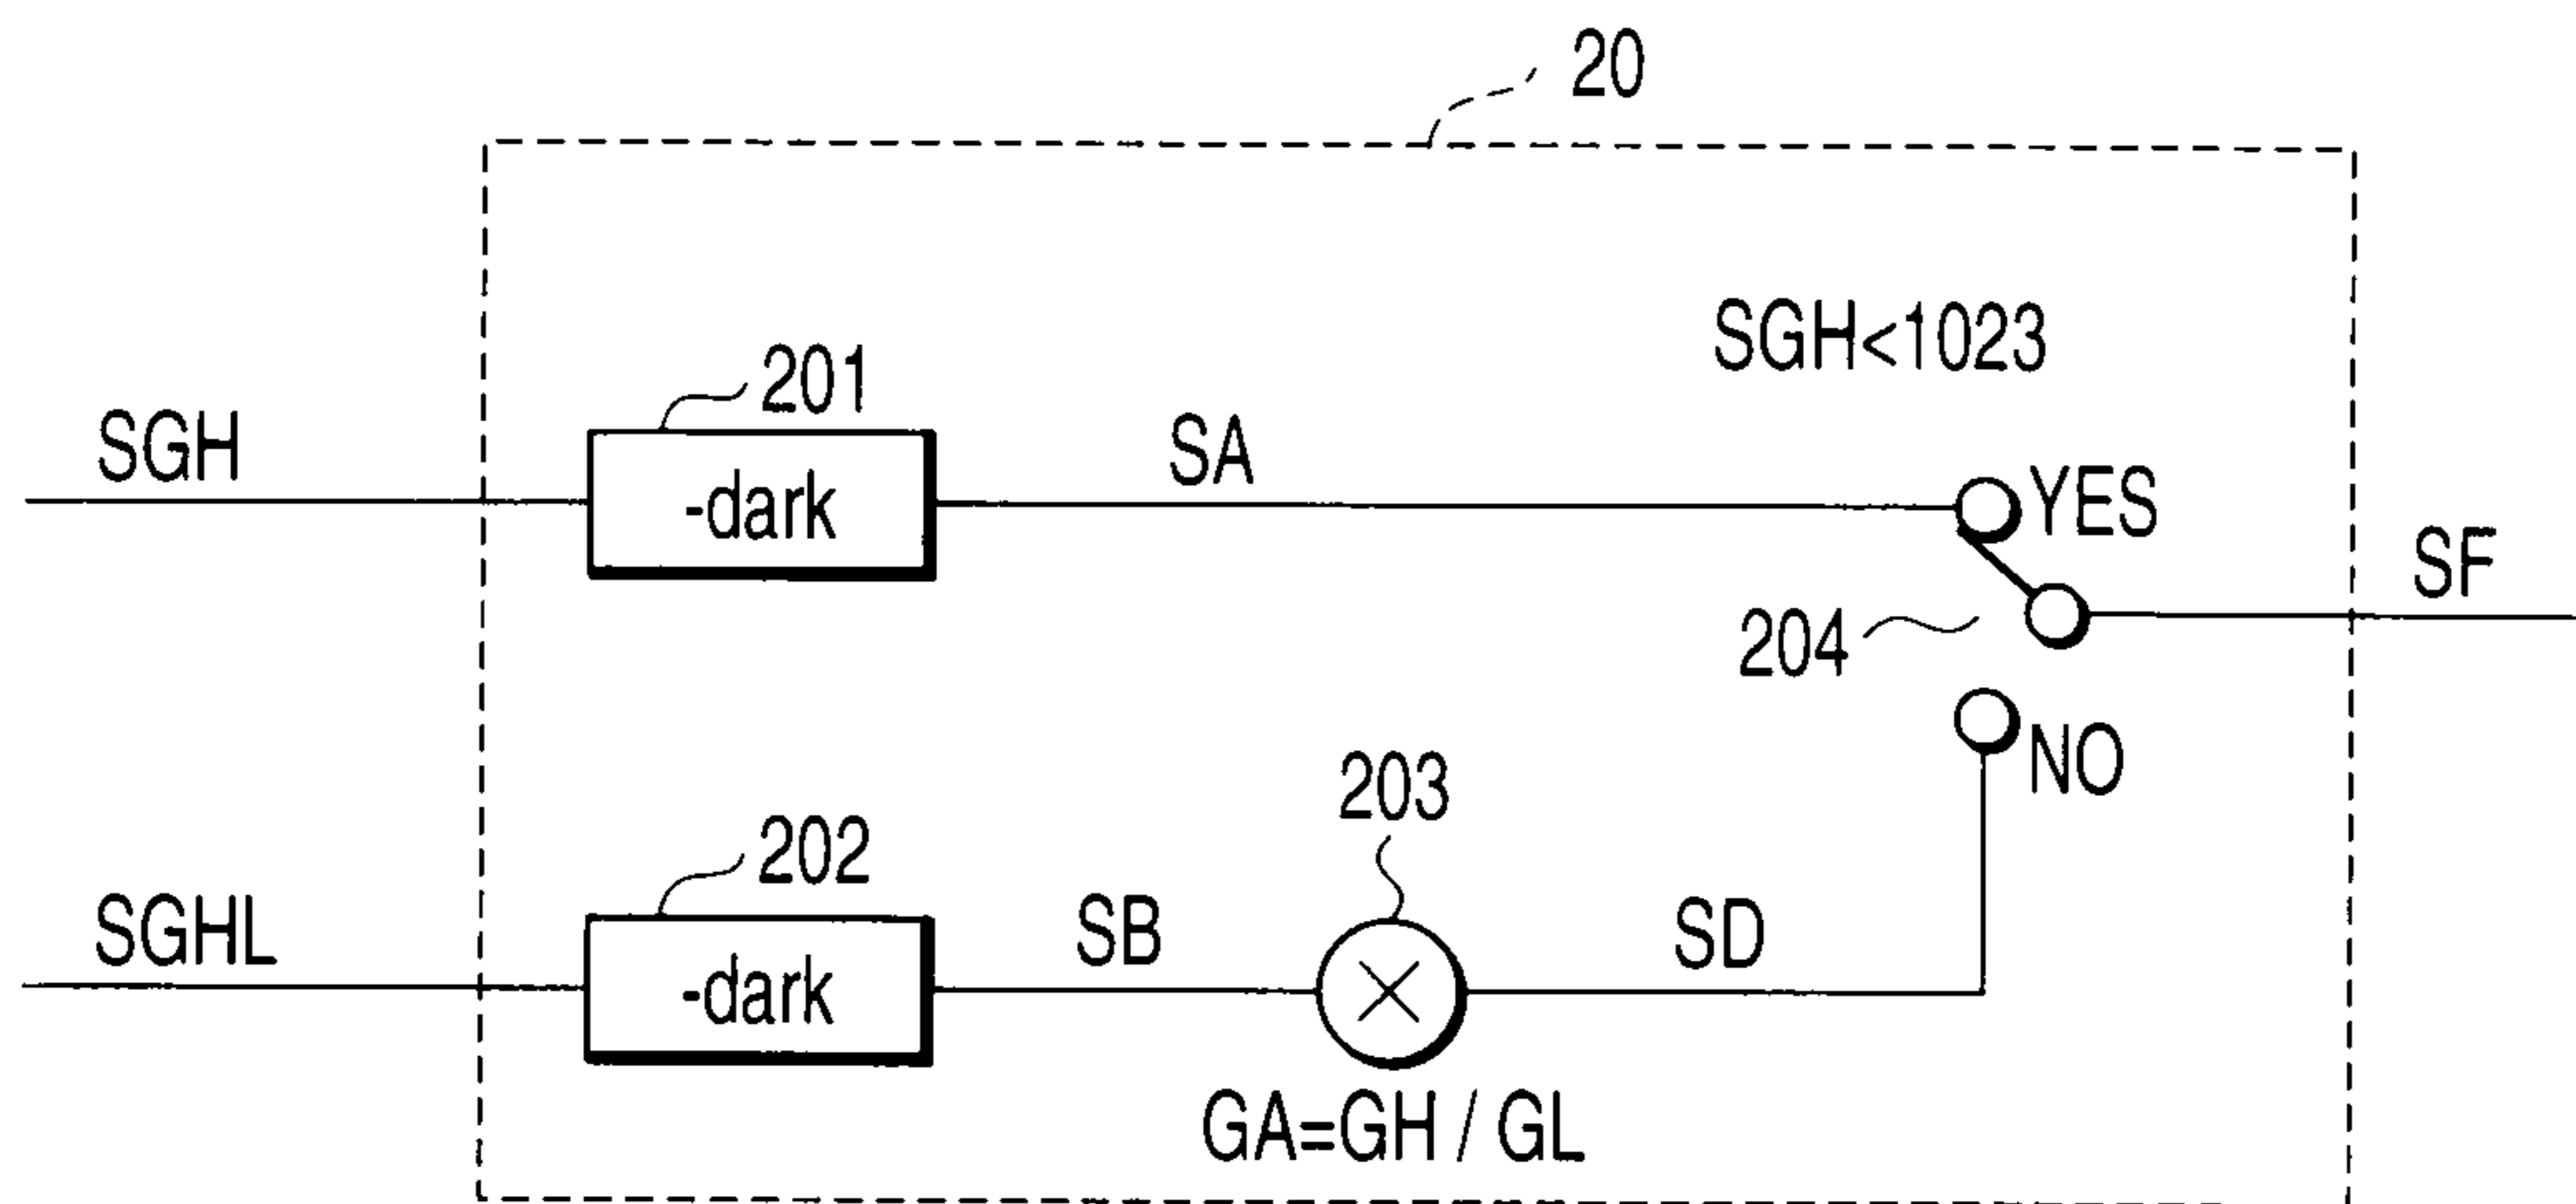 20
SGH<1023
201
SGH
-dark
SA
YES
SF
204
NO
203
202
SGHL
-dark
SB
SD
GA=GH / GL